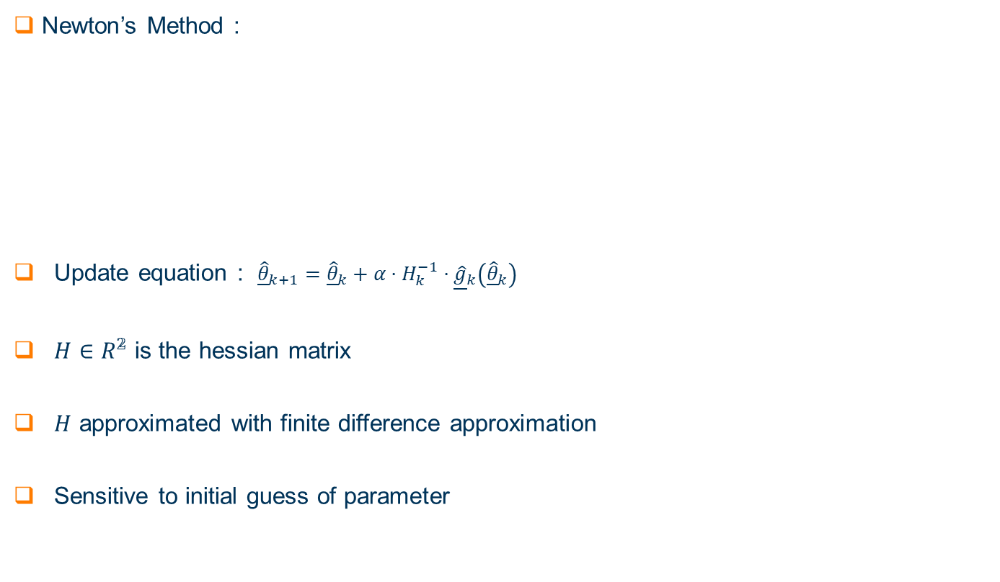 ❑ Newton’s Method :
❑ Update equation : $\underline{\hat{\theta}}_{k+1} = \underline{\hat{\theta}}_k + \alpha \cdot H_k^{-1} \cdot \underline{\hat{g}}_k(\underline{\hat{\theta}}_k)$
❑ $H \in R^2$ is the hessian matrix
❑ $H$ approximated with finite difference approximation
❑ Sensitive to initial guess of parameter